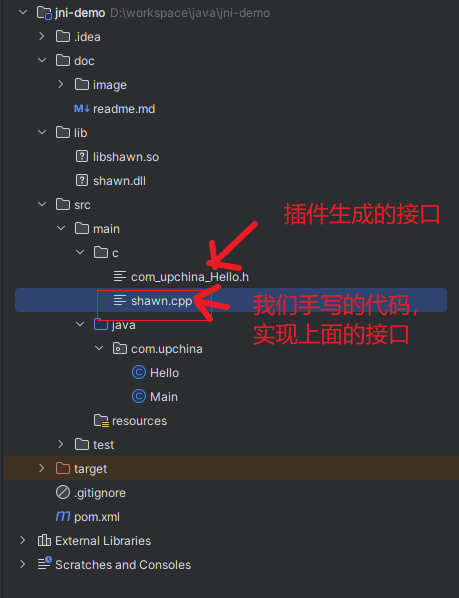 jni-demo D:\workspace\java\jni-demo
.idea
doc
image
M↓ readme.md
lib
? libshawn.so
? shawn.dll
src
main
插件生成的接口
c
com_upchina_Hello.h
shawn.cpp
我们手写的代码，
实现上面的接口
java
com.upchina
C Hello
C Main
resources
test
target
.gitignore
m pom.xml
External Libraries
Scratches and Consoles